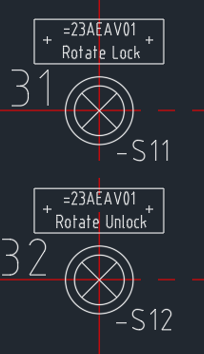 =23AEAV01
+ Rotate Lock +
31
-S11
=23AEAV01
+ Rotate Unlock +
32
-S12